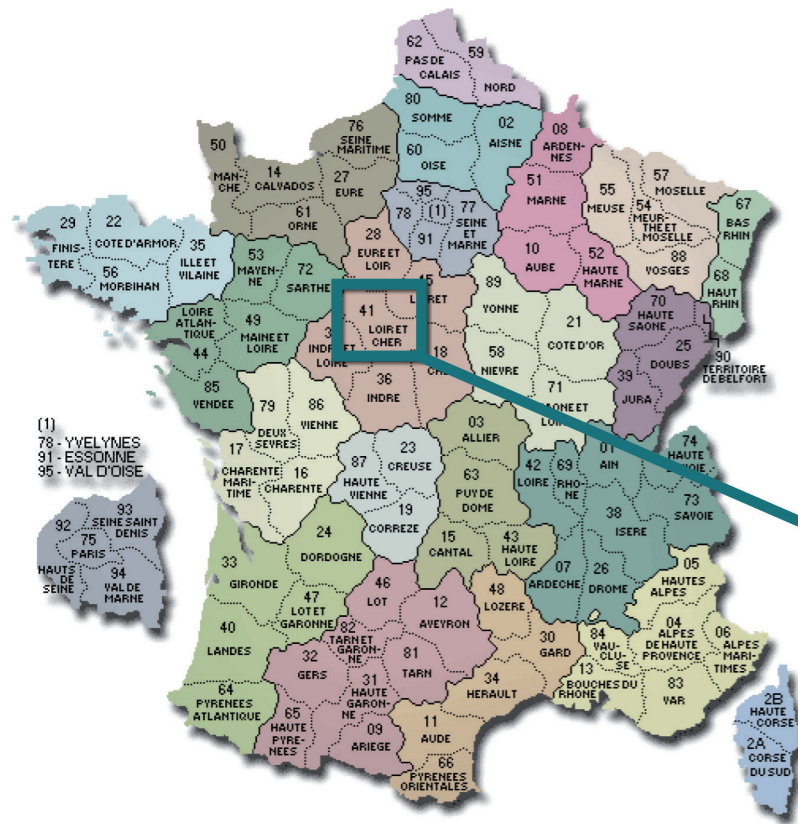 62
PAS DE
CALAIS
59
NORD
80
SOMME
02
AISNE
60
OISE
76
SEINE
MARITIME
27
EURE
50
MAN-
CHE
14
CALVADOS
61
ORNE
08
ARDEN-
NES
51
MARNE
10
AUBE
52
HAUTE
MARNE
55
MEUSE
57
MOSELLE
54
MEUR-
THE ET
MOSELLE
88
VOSGES
67
BAS
RHIN
68
HAUT
RHIN
95
78
(1)
91
77
SEINE
ET
MARNE
29
FINIS-
TERE
22
COTE D'ARMOR
35
ILLE ET
VILAINE
56
MORBIHAN
53
MAYEN-
NE
72
SARTHE
LOIRE
ATLAN-
TIQUE
44
49
MAINE ET
LOIRE
85
VENDEE
28
EURE ET
LOIR
41
LOIR ET
CHER
LOIRE
18
36
INDRE
89
YONNE
21
COTE D'OR
58
NIEVRE
71
70
HAUTE
SAONE
25
DOUBS
39
JURA
90
TERRITOIRE
DE BELFORT
79
DEUX
SEVRES
86
VIENNE
17
CHARENTE
MARI-
TIME
16
CHARENTE
87
HAUTE
VIENNE
23
CREUSE
19
CORREZE
03
ALLIER
63
PUY DE
DOME
15
CANTAL
43
HAUTE
LOIRE
42
LOIRE
69
RHO-
NE
01
AIN
74
HAUTE
73
SAVOIE
38
ISERE
07
ARDECHE
26
DROME
(1)
78 - YVELYNES
91 - ESSONNE
95 - VAL D'OISE
92
HAUTS
DE
SEINE
93
SEINE SAINT
DENIS
75
PARIS
94
VAL DE
MARNE
24
DORDOGNE
33
GIRONDE
47
LOT ET
GARONNE
40
LANDES
64
PYRENEES
ATLANTIQUE
46
LOT
12
AVEYRON
82
TARN ET
GARON-
NE
32
GERS
81
TARN
31
HAUTE
GARON-
NE
65
HAUTE
PYRE-
NEES
09
ARIEGE
48
LOZERE
30
GARD
34
HERAULT
11
AUDE
66
PYRENEES
ORIENTALES
05
HAUTES
ALPES
04
ALPES
DE HAUTE
PROVENCE
06
ALPES
MARI-
TIMES
84
VAU-
CLU-
SE
13
BOUCHES DU
RHONE
83
VAR
2B
HAUTE
CORSE
2A
CORSE
DU SUD